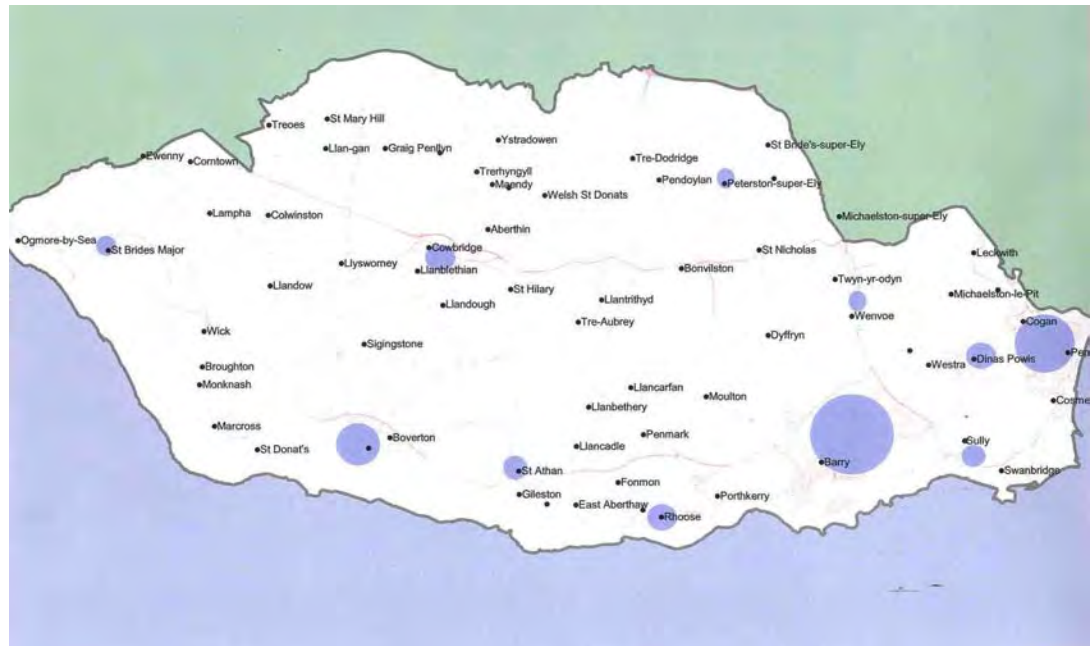 St Mary Hill
Treoes
Ystradowen
St Bride's-super-Ely
Llan-gan
Graig Penllyn
Ewenny
Corntown
Tre-Dodridge
Trerhyngyll
Pendoylan
Peterston-super-Ely
Maendy
Welsh St Donats
Lampha
Colwinston
Michaelston-super-Ely
Aberthin
Ogmore-by-Sea
St Brides Major
Cowbridge
St Nicholas
Leckwith
Llysworney
Llanblethian
Bonvilston
Twyn-yr-odyn
Llandow
St Hilary
Michaelston-le-Pit
Llandough
Llantrithyd
Wenvoe
Tre-Aubrey
Cogan
Wick
Dyffryn
Sigingstone
Pen
Dinas Powis
Westra
Broughton
Monknash
Llancarfan
Moulton
Cosme
Llanbethery
Marcross
Boverton
Penmark
Sully
St Donat's
Llancadle
Barry
St Athan
Swanbridge
Fonmon
Gileston
Porthkerry
East Aberthaw
Rhoose